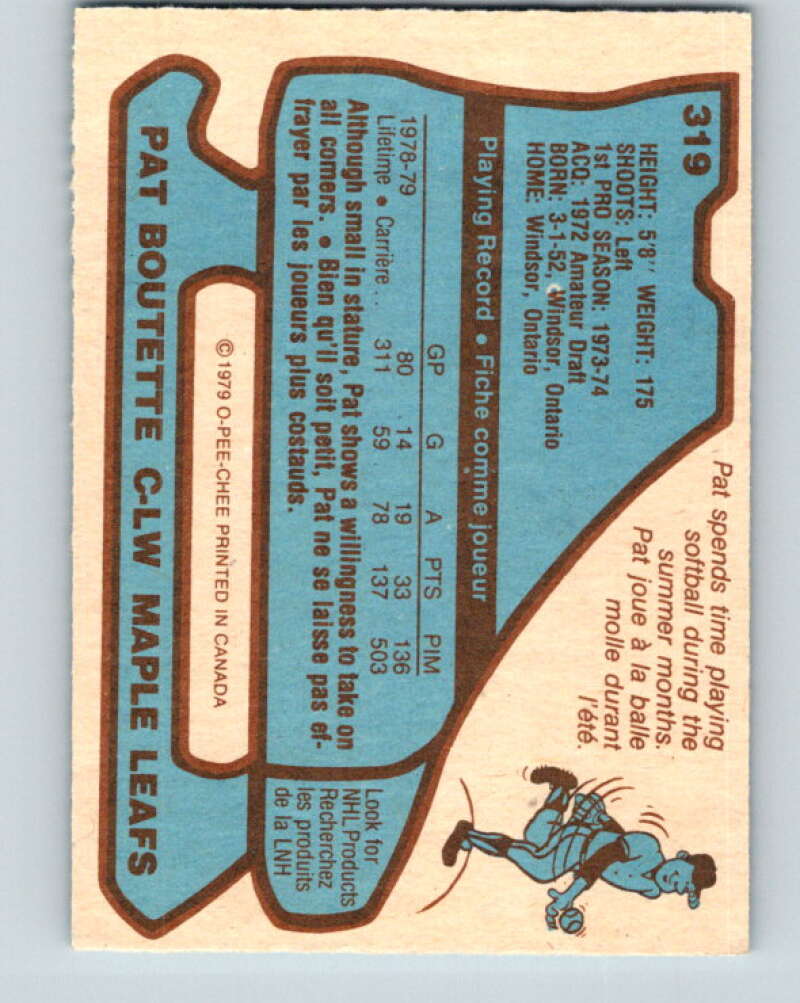 319
HEIGHT: 5'8'' WEIGHT: 175
SHOOTS: Left
1st PRO SEASON: 1973-74
ACQ: 1972 Amateur Draft
BORN: 3-1-52, Windsor, Ontario
HOME: Windsor, Ontario
Pat spends time playing
softball during the
summer months.
Pat joue à la balle
molle durant
l'été.
Playing Record • Fiche comme joueur
GP G A PTS PIM
1978-79 80 14 19 33 136
Lifetime • Carrière .. 311 59 78 137 503
Although small in stature, Pat shows a willingness to take on
all comers. • Bien qu'il soit petit, Pat ne se laisse pas ef-
frayer par les joueurs plus costauds.
Look for
NHL Products
Recherchez
les produits
de la LNH
©1979 O-PEE-CHEE PRINTED IN CANADA
PAT BOUTETTE C-LW MAPLE LEAFS